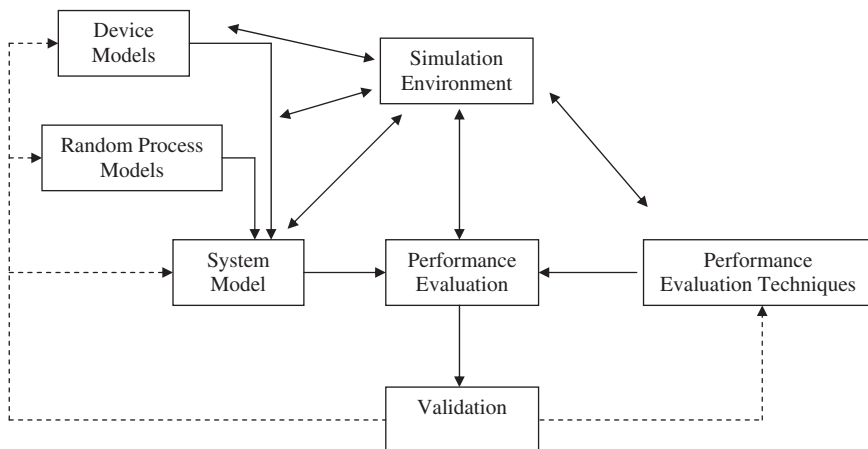 Device
Models
Simulation
Environment
Random Process
Models
System
Model
Performance
Evaluation
Performance
Evaluation Techniques
Validation